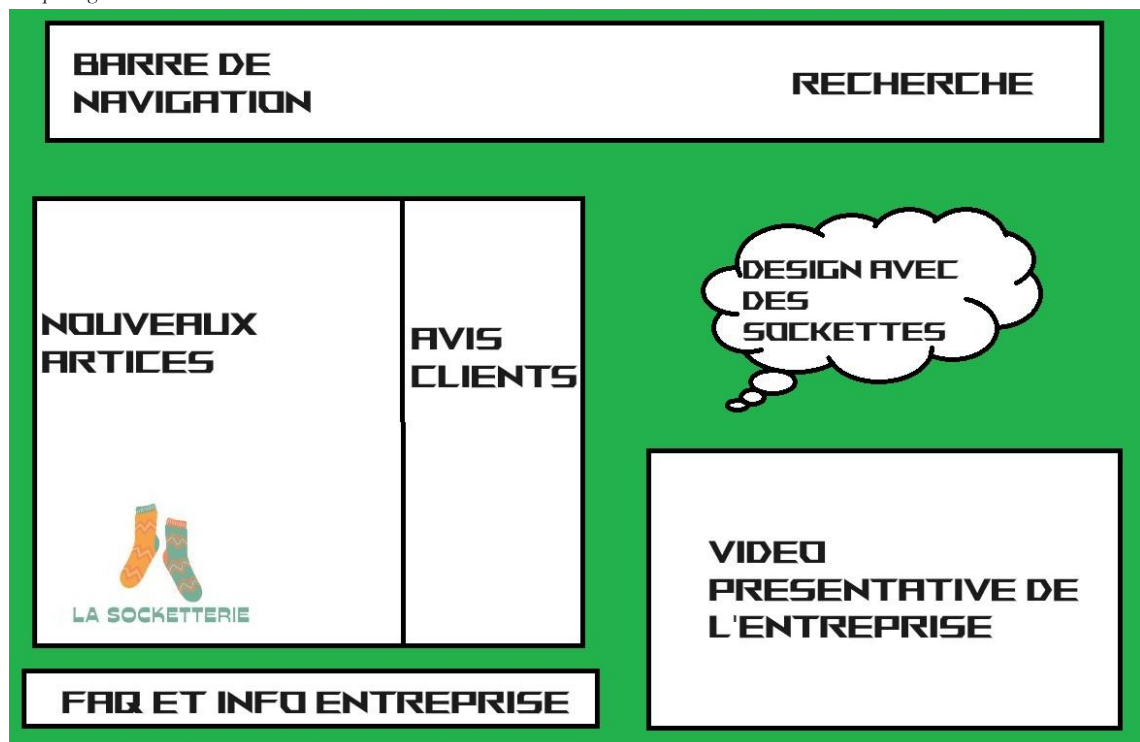 BARRE DE
NAVIGATION
RECHERCHE
NOUVEAUX
ARTICES
AVIS
CLIENTS
DESIGN AVEC
DES
SOCKETTES
LA SOCKETTERIE
VIDEO
PRESENTATIVE DE
L'ENTREPRISE
FAQ ET INFO ENTREPRISE